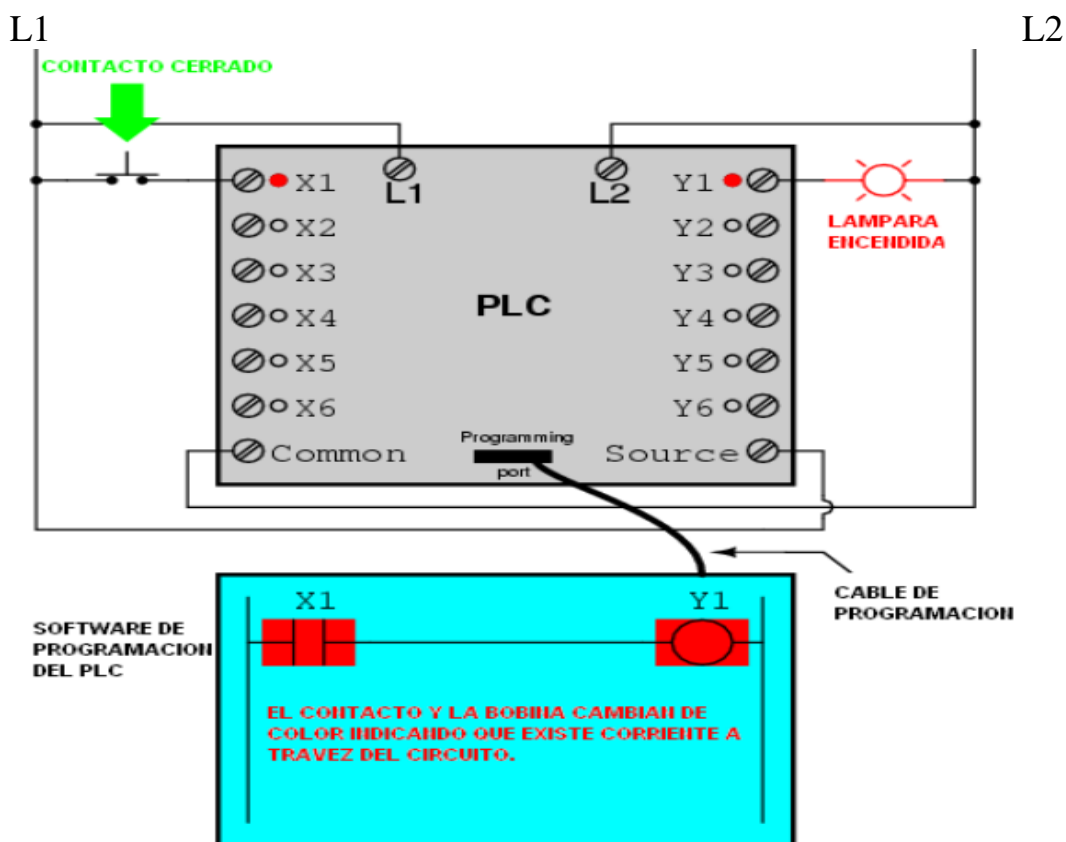 L1
L2
CONTACTO CERRADO
L1
L2
X1
X2
X3
X4
X5
X6
Common
PLC
Programming
port
Y1
Y2
Y3
Y4
Y5
Y6
Source
LAMPARA
ENCENDIDA
CABLE DE
PROGRAMACION
SOFTWARE DE
PROGRAMACION
DEL PLC
X1
Y1
EL CONTACTO Y LA BOBINA CAMBIAN DE
COLOR INDICANDO QUE EXISTE CORRIENTE A
TRAVEZ DEL CIRCUITO.